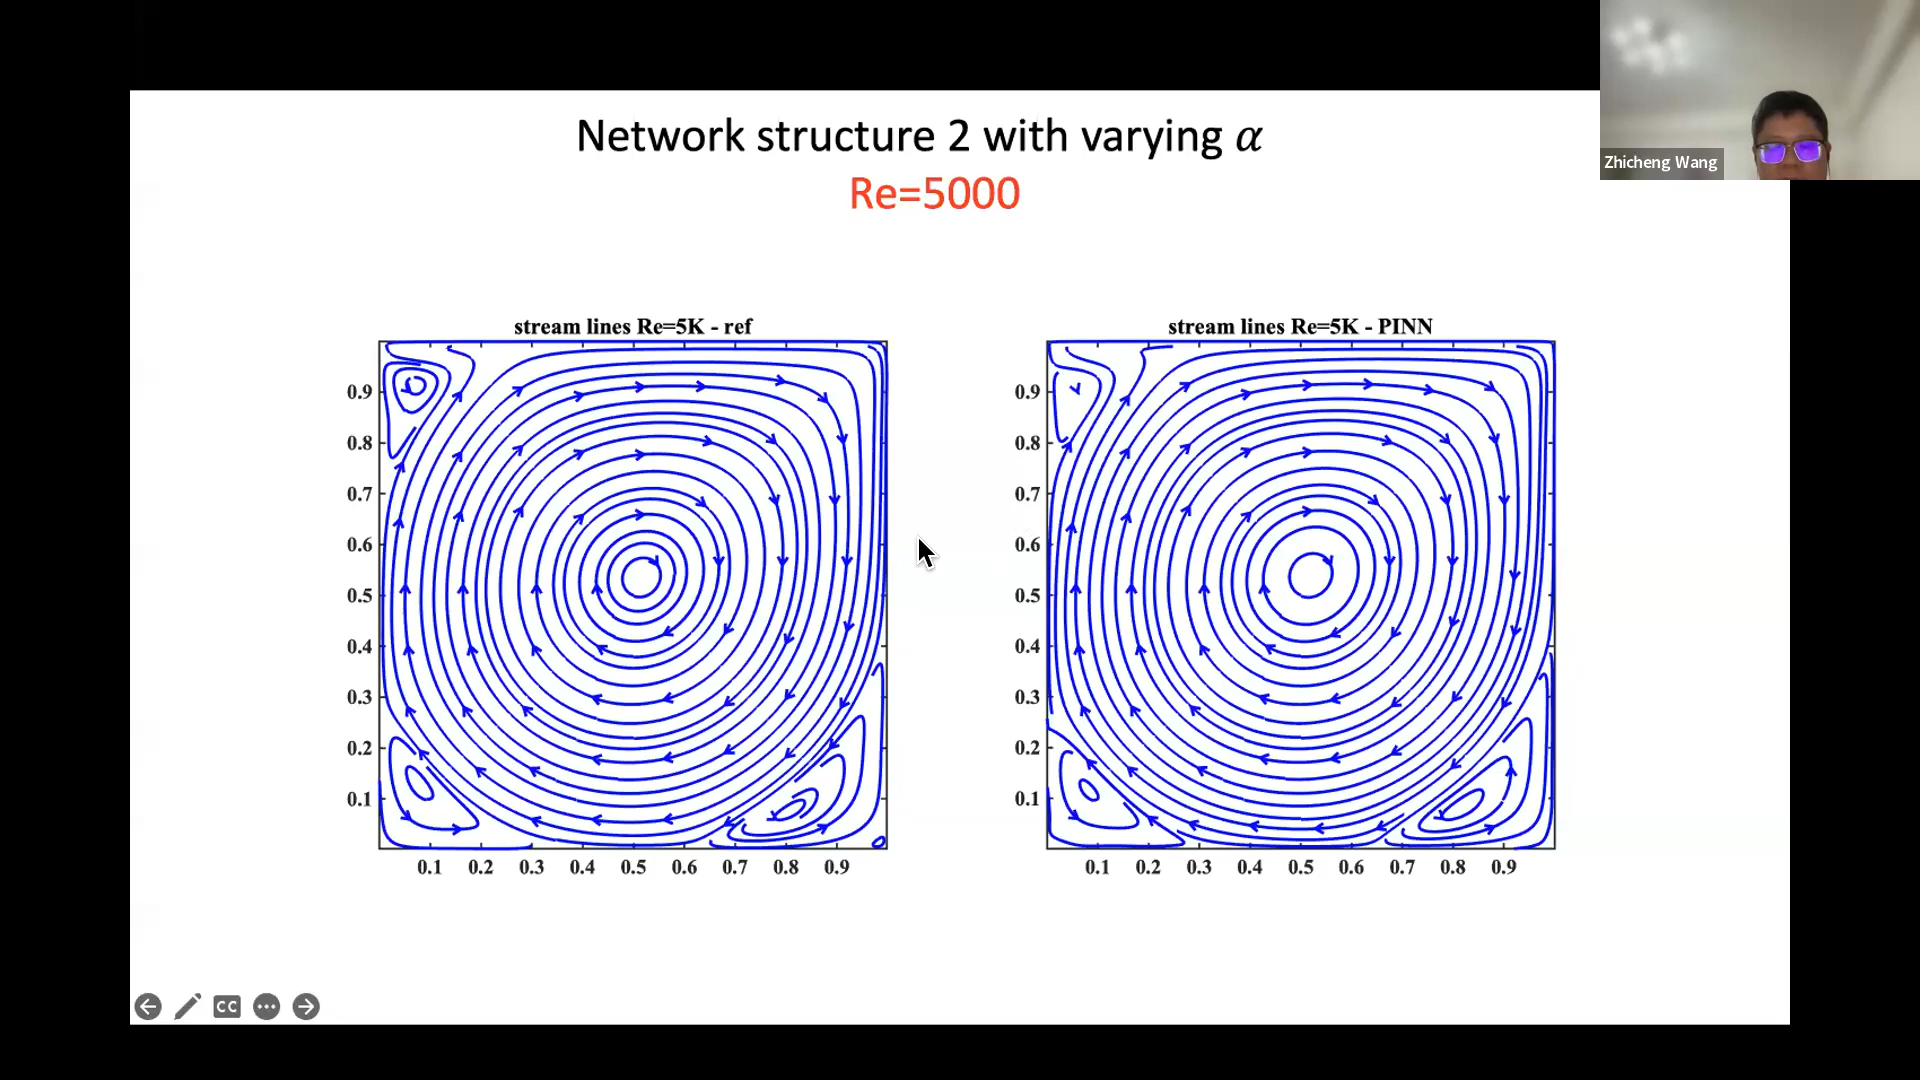 Network structure 2 with varying α
Re=5000
Zhicheng Wang
stream lines Re=5K - ref
0.9
0.8
0.7
0.6
0.5
0.4
0.3
0.2
0.1
0.1 0.2 0.3 0.4 0.5 0.6 0.7 0.8 0.9
stream lines Re=5K - PINN
0.9
0.8
0.7
0.6
0.5
0.4
0.3
0.2
0.1
0.1 0.2 0.3 0.4 0.5 0.6 0.7 0.8 0.9
CC